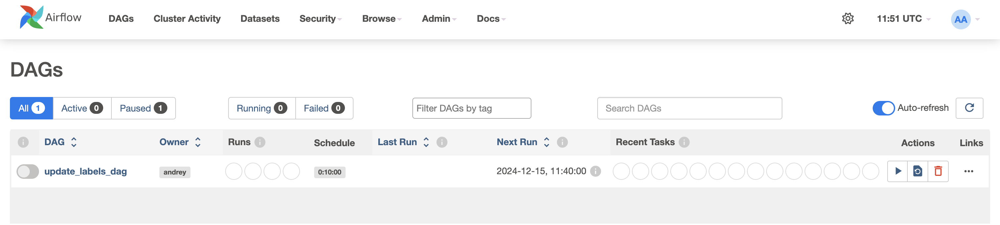 Airflow DAGs Cluster Activity Datasets Security Browse Admin Docs 11:51 UTC AA
DAGs
All 1 Active 0 Paused 1 Running 0 Failed 0 Filter DAGs by tag Search DAGs Auto-refresh
i DAG Owner Runs i Schedule Last Run i Next Run i Recent Tasks i Actions Links
update_labels_dag andrey 0:10:00 2024-12-15, 11:40:00 i